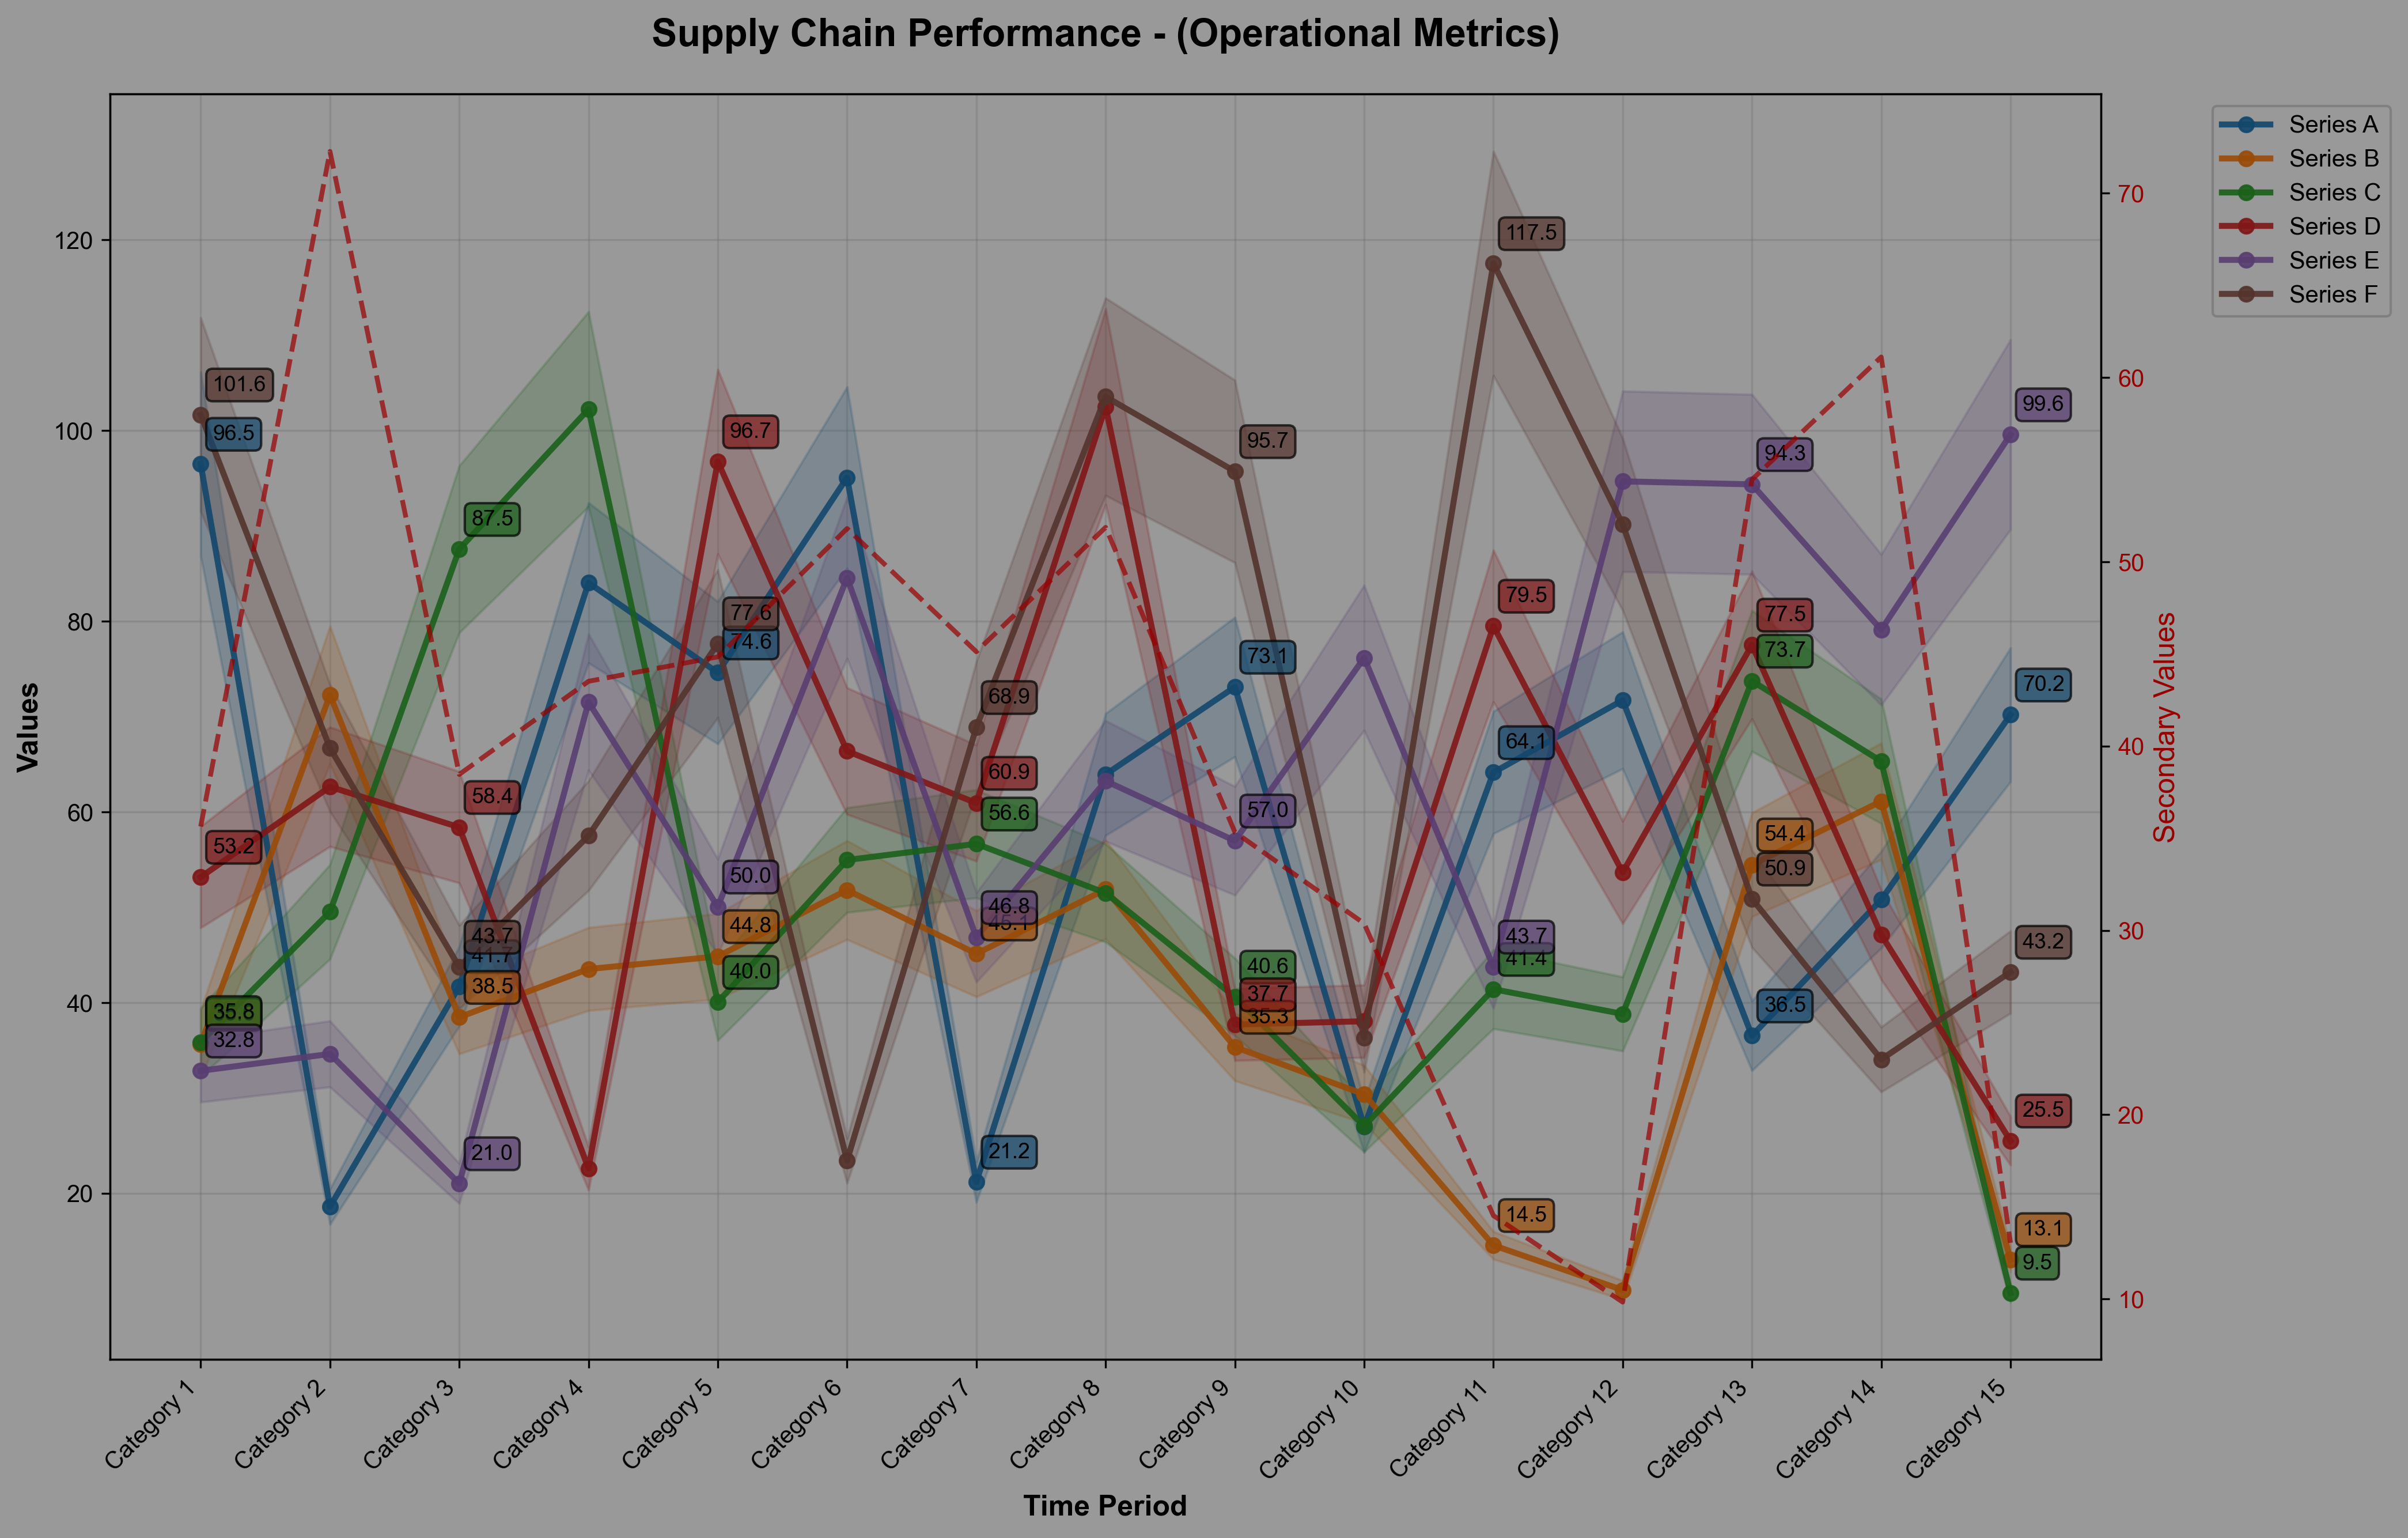 Supply Chain Performance - (Operational Metrics)
Values
120
100
80
60
40
20
101.6
96.5
53.2
35.8
32.8
87.5
58.4
43.7
41.7
38.5
21.0
96.7
77.6
74.6
50.0
44.8
40.0
68.9
60.9
56.6
46.8
45.1
21.2
95.7
73.1
57.0
40.6
37.7
35.3
117.5
79.5
64.1
43.7
41.4
14.5
94.3
77.5
73.7
54.4
50.9
36.5
99.6
70.2
43.2
25.5
13.1
9.5
70
60
50
40
30
20
10
Secondary Values
Category 1
Category 2
Category 3
Category 4
Category 5
Category 6
Category 7
Category 8
Category 9
Category 10
Category 11
Category 12
Category 13
Category 14
Category 15
Time Period
Series A
Series B
Series C
Series D
Series E
Series F